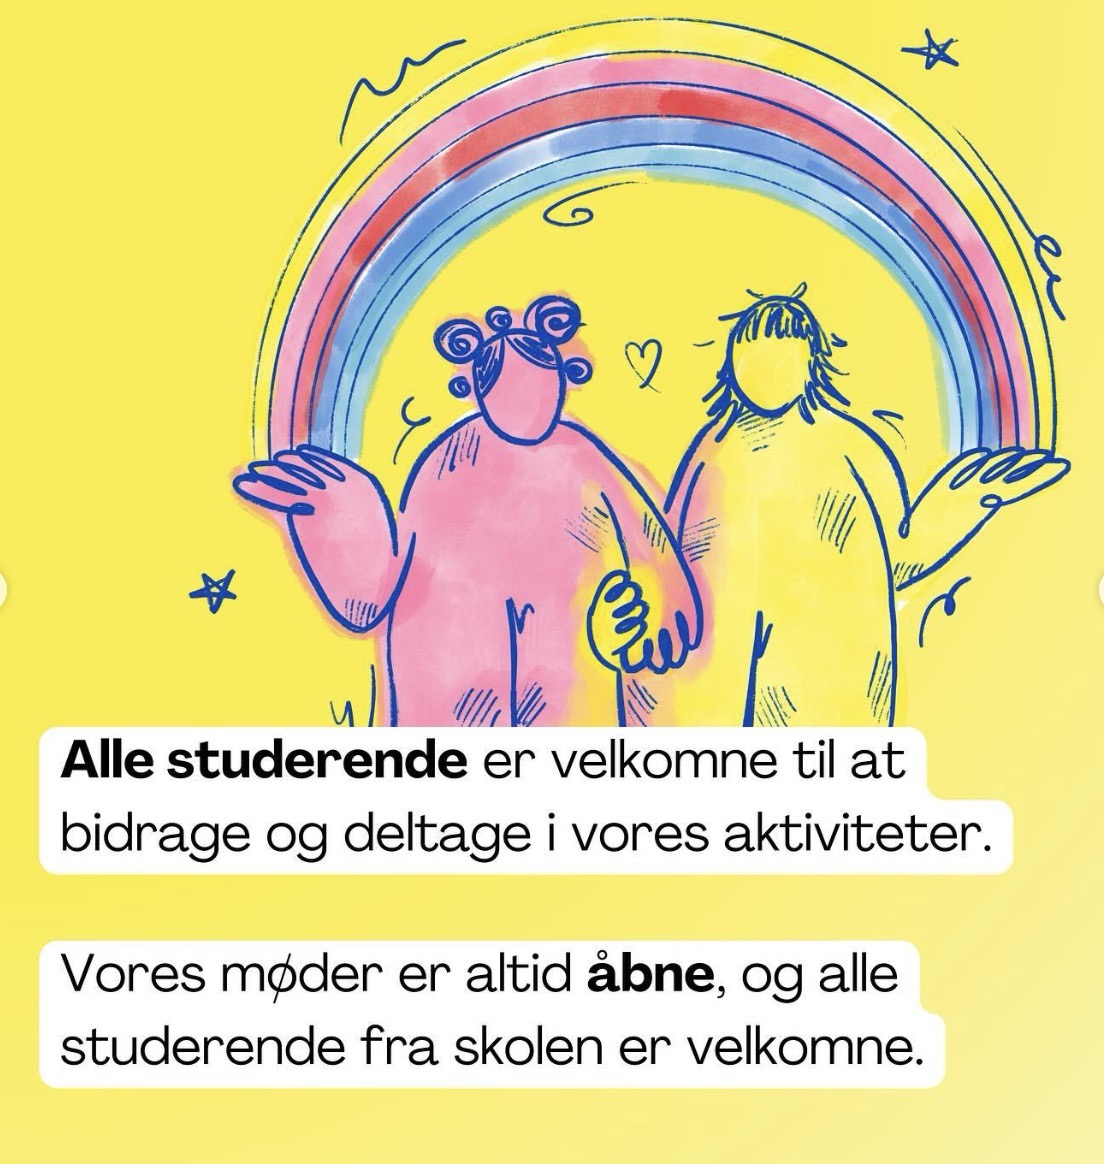 Alle studerende er velkomne til at
bidrage og deltage i vores aktiviteter.
Vores møder er altid åbne, og alle
studerende fra skolen er velkomne.